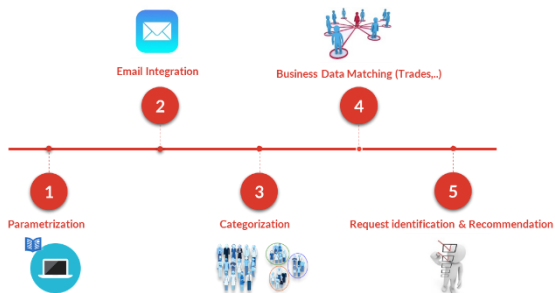 Email Integration
Business Data Matching (Trades,..)
2
4
1
3
5
Parametrization
Categorization
Request identification & Recommendation